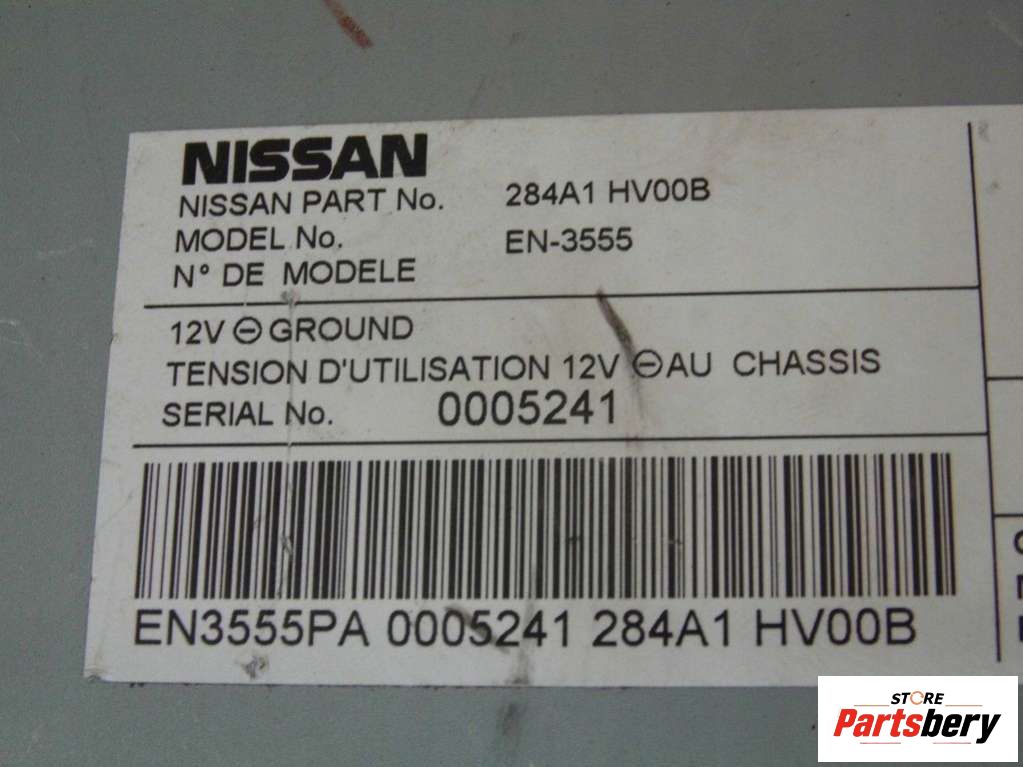 NISSAN
NISSAN PART No. 284A1 HV00B
MODEL No. EN-3555
N° DE MODELE
12V ⊖ GROUND
TENSION D'UTILISATION 12V ⊖ AU CHASSIS
SERIAL No. 0005241
EN3555PA 0005241 284A1 HV00B
STORE
Partsbery